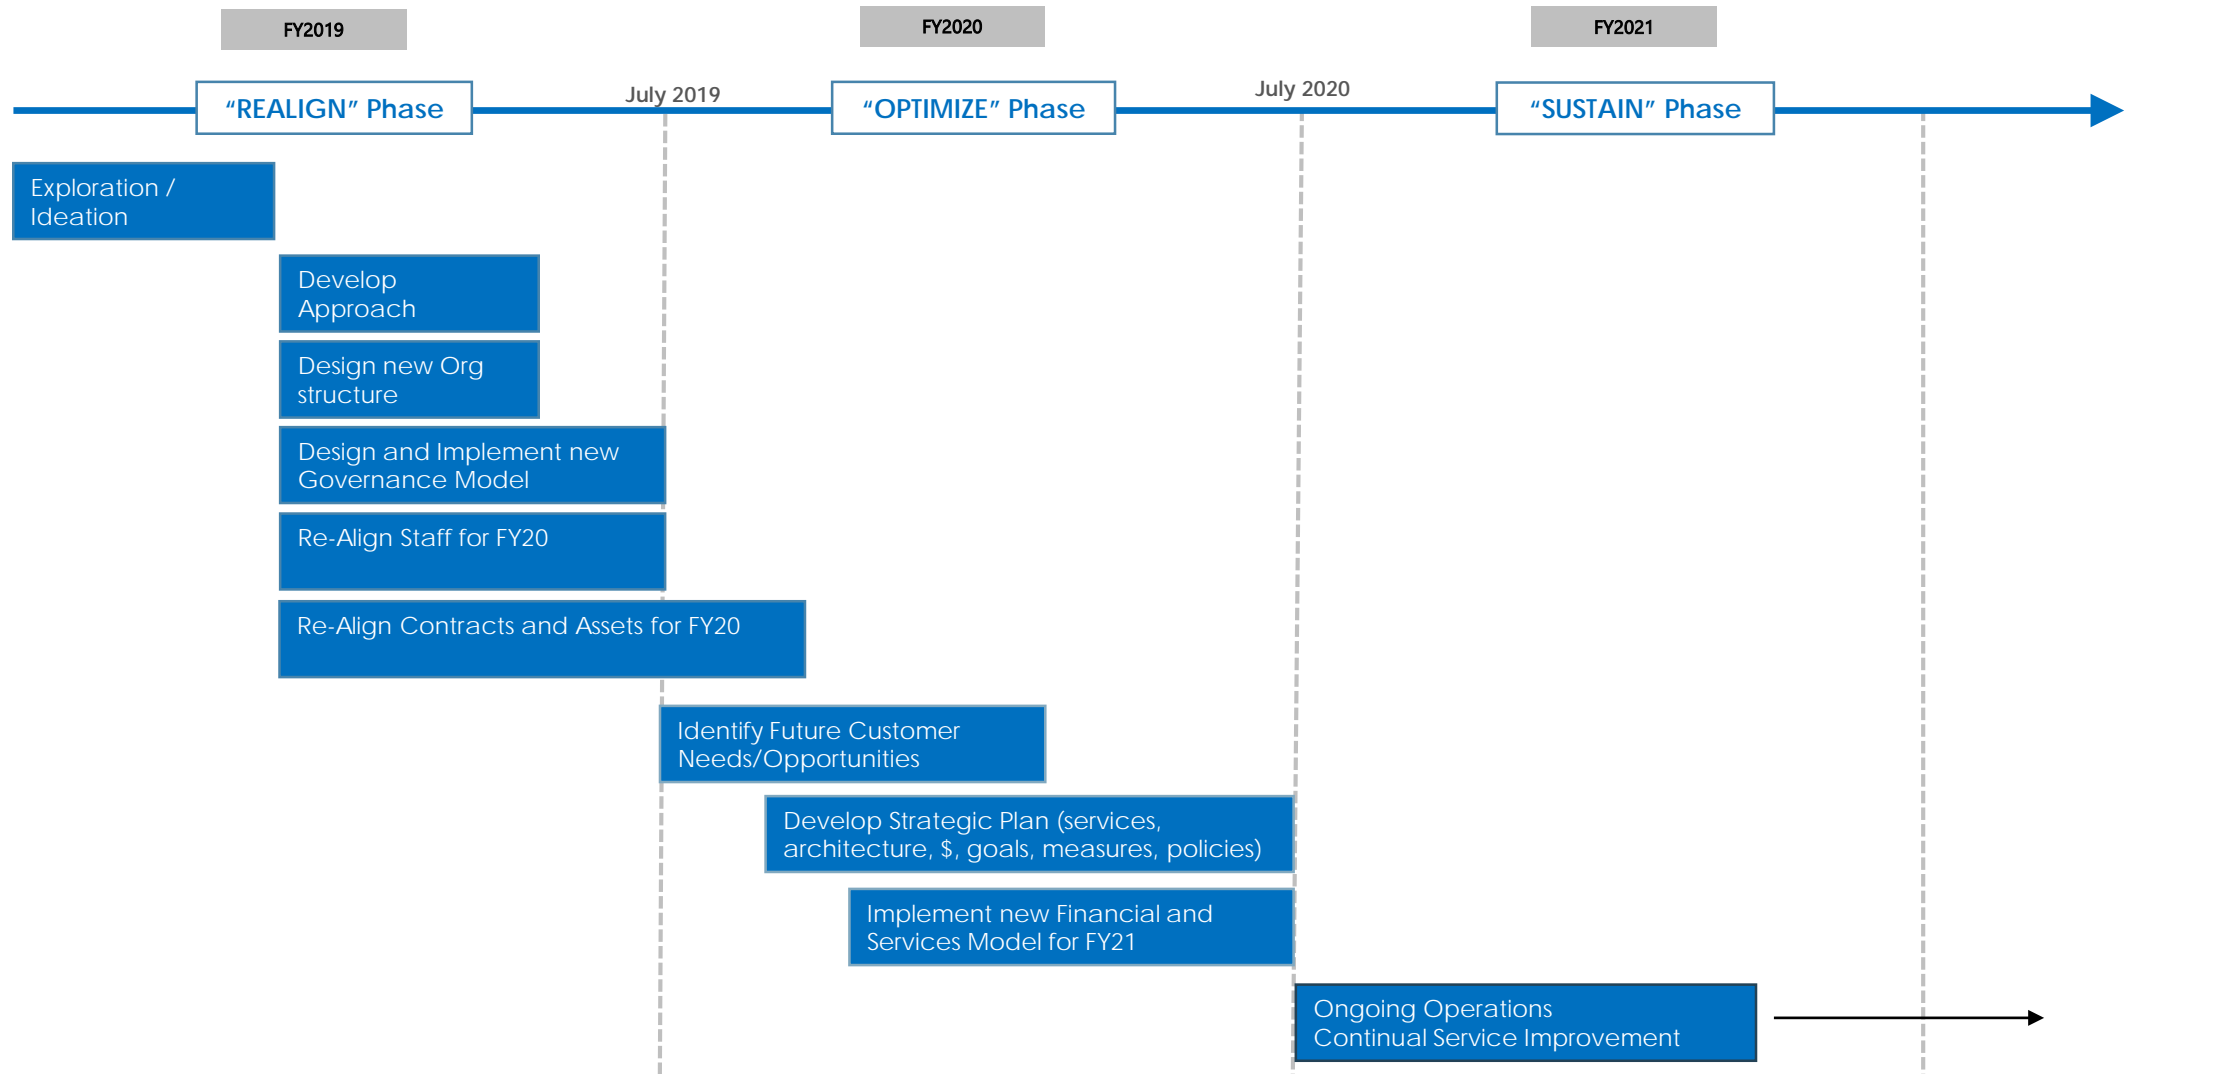 FY2019
FY2020
FY2021
“REALIGN” Phase
July 2019
“OPTIMIZE” Phase
July 2020
“SUSTAIN” Phase
Exploration /
Ideation
Develop
Approach
Design new Org
structure
Design and Implement new
Governance Model
Re-Align Staff for FY20
Re-Align Contracts and Assets for FY20
Identify Future Customer
Needs/Opportunities
Develop Strategic Plan (services,
architecture, $, goals, measures, policies)
Implement new Financial and
Services Model for FY21
Ongoing Operations
Continual Service Improvement